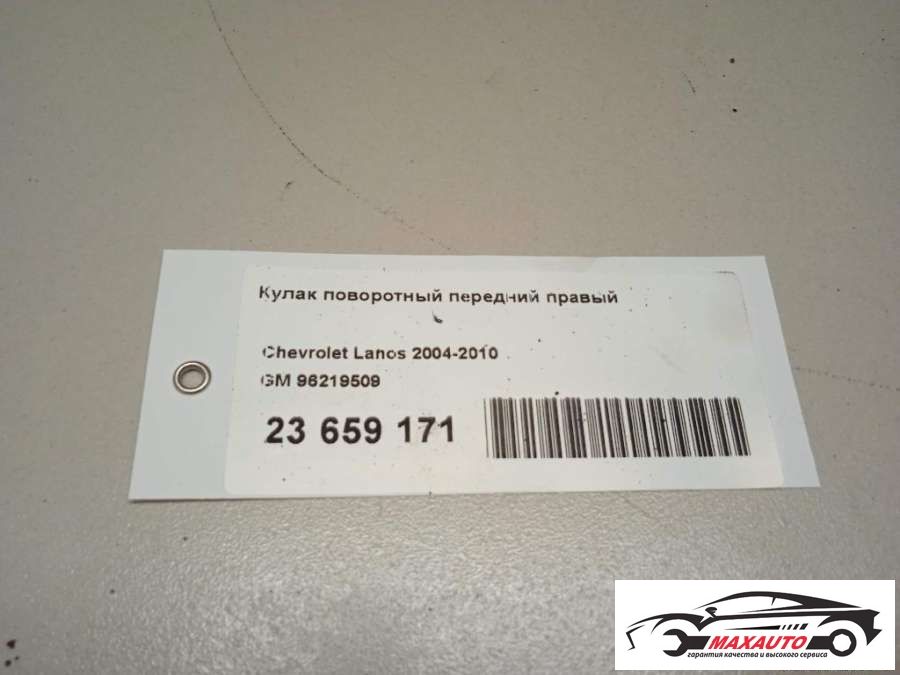 Кулак поворотный передний правый
Chevrolet Lanos 2004-2010
GM 96219509
23 659 171
MAXAUTO
гарантия качества и высокого сервиса